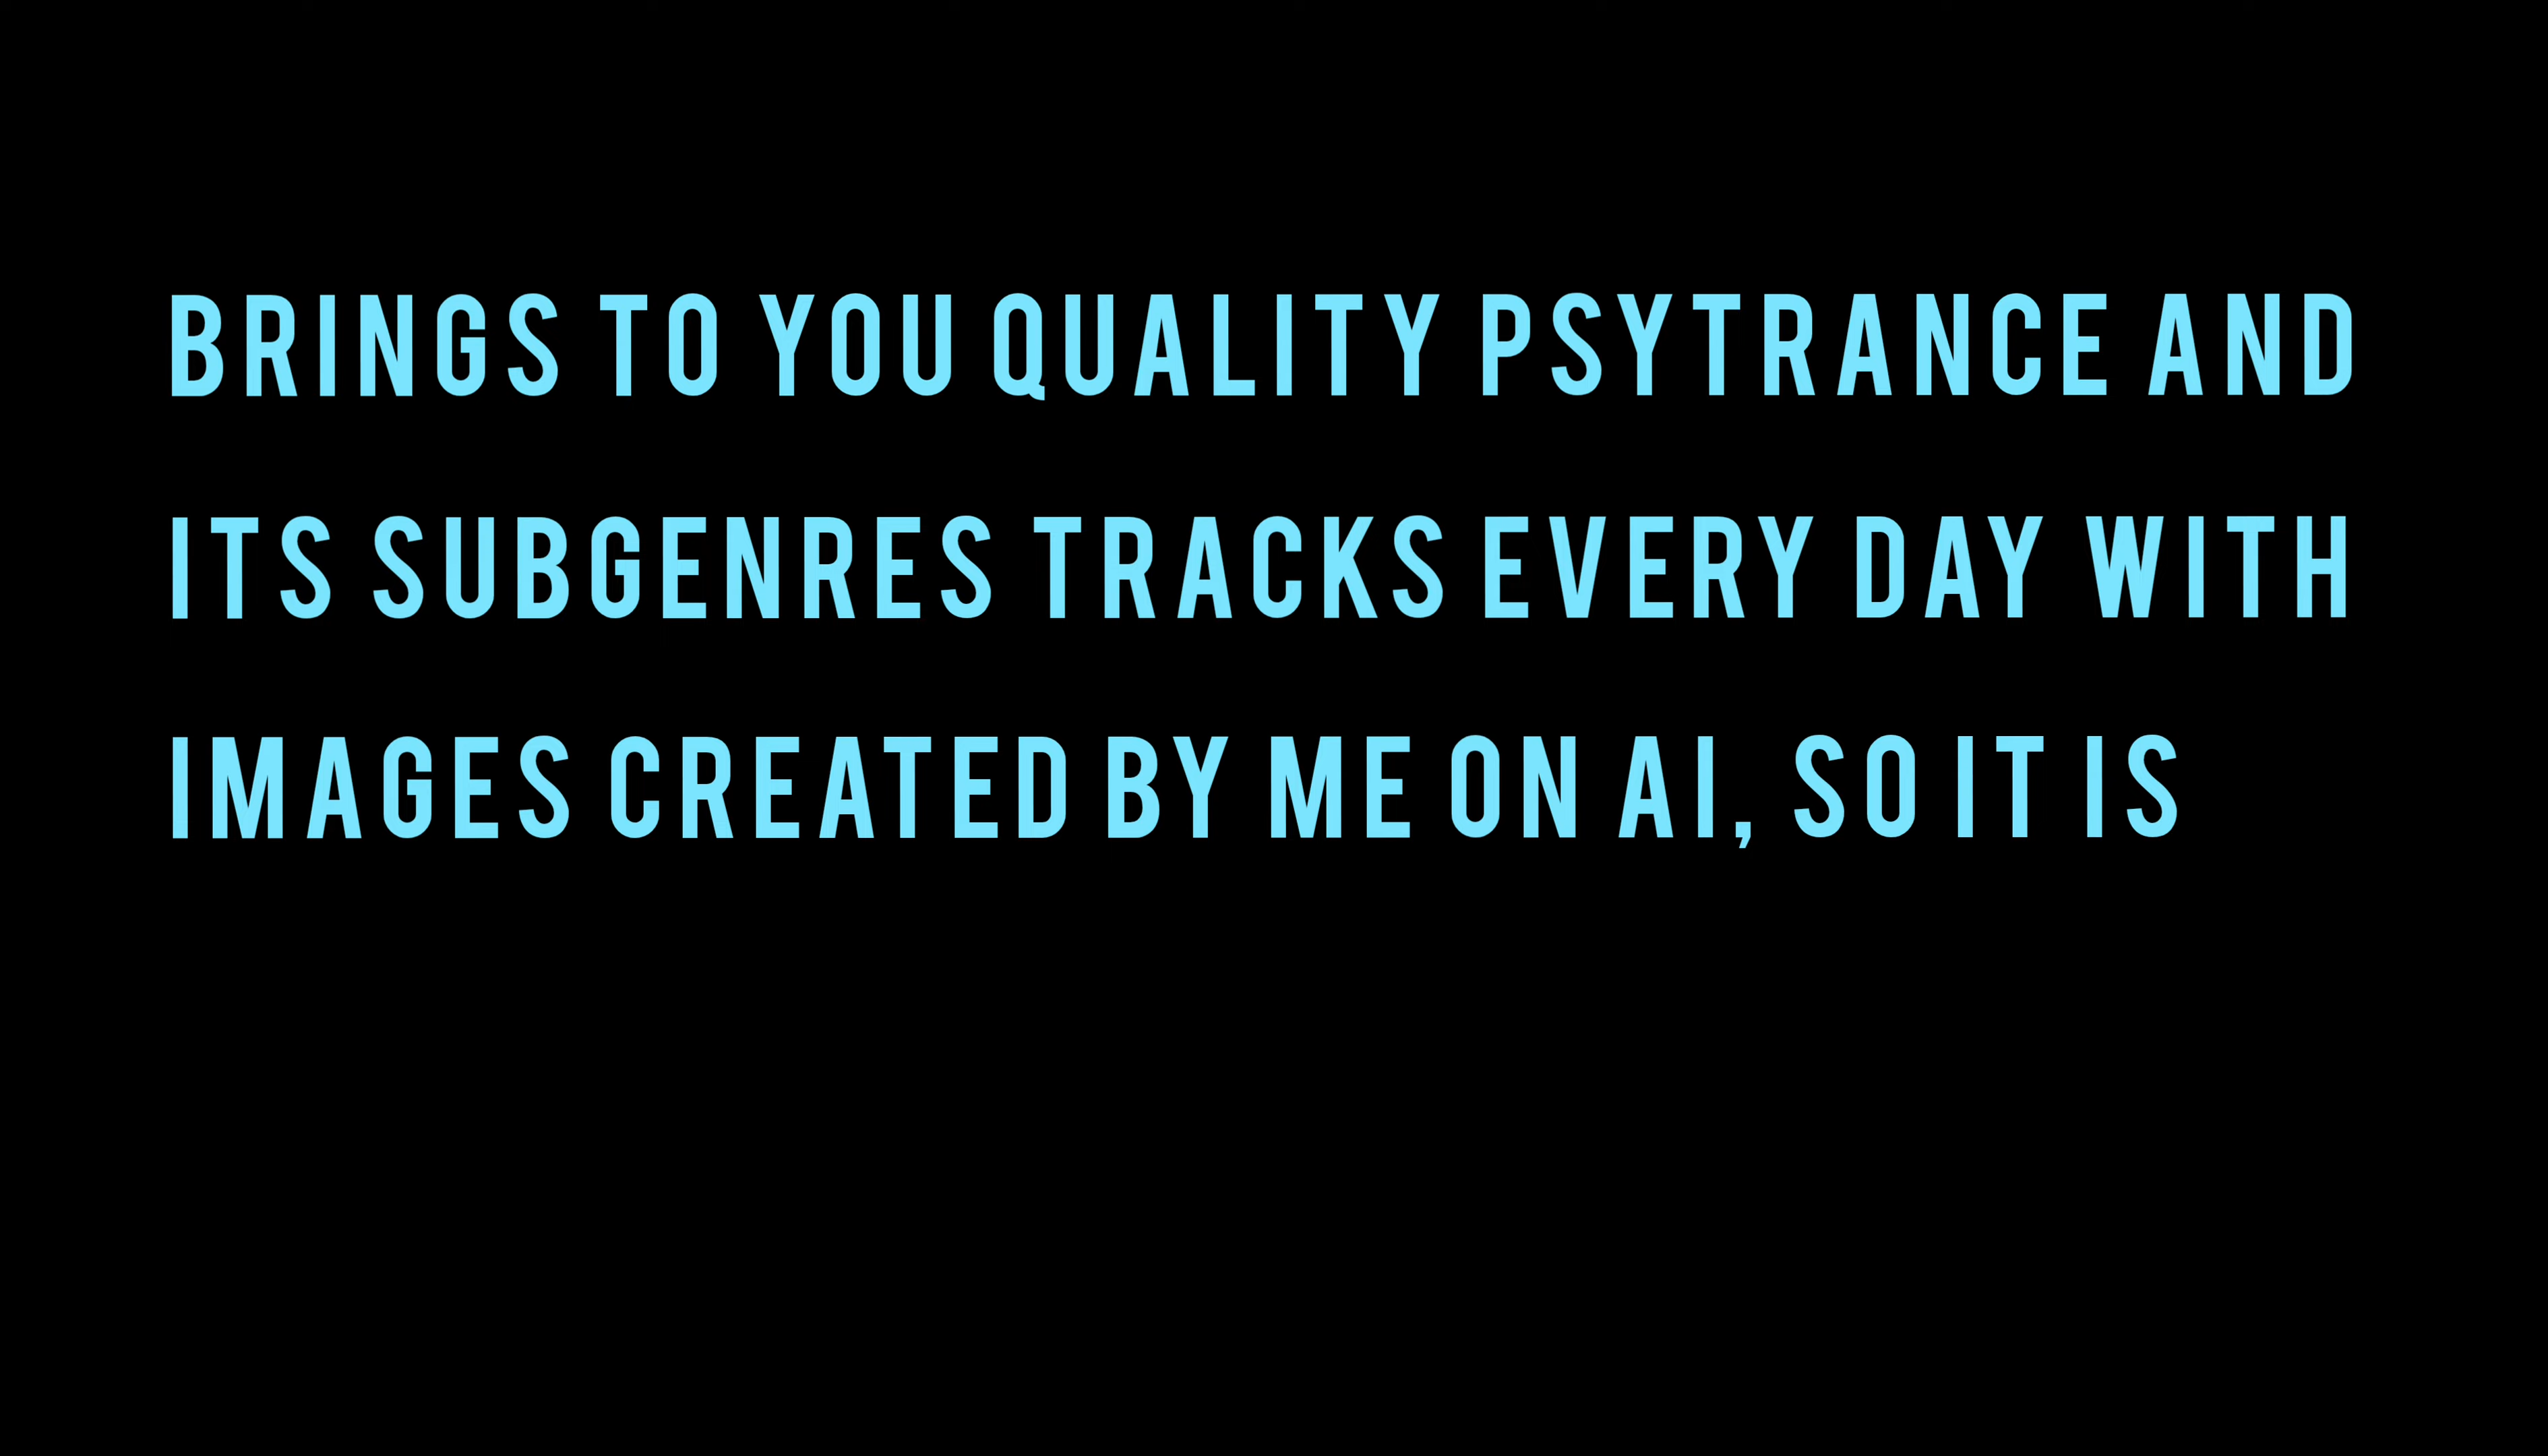 BRINGS TO YOU QUALITY PSYTRANCE AND
ITS SUBGENRES TRACKS EVERY DAY WITH
IMAGES CREATED BY ME ON AI, SO IT IS